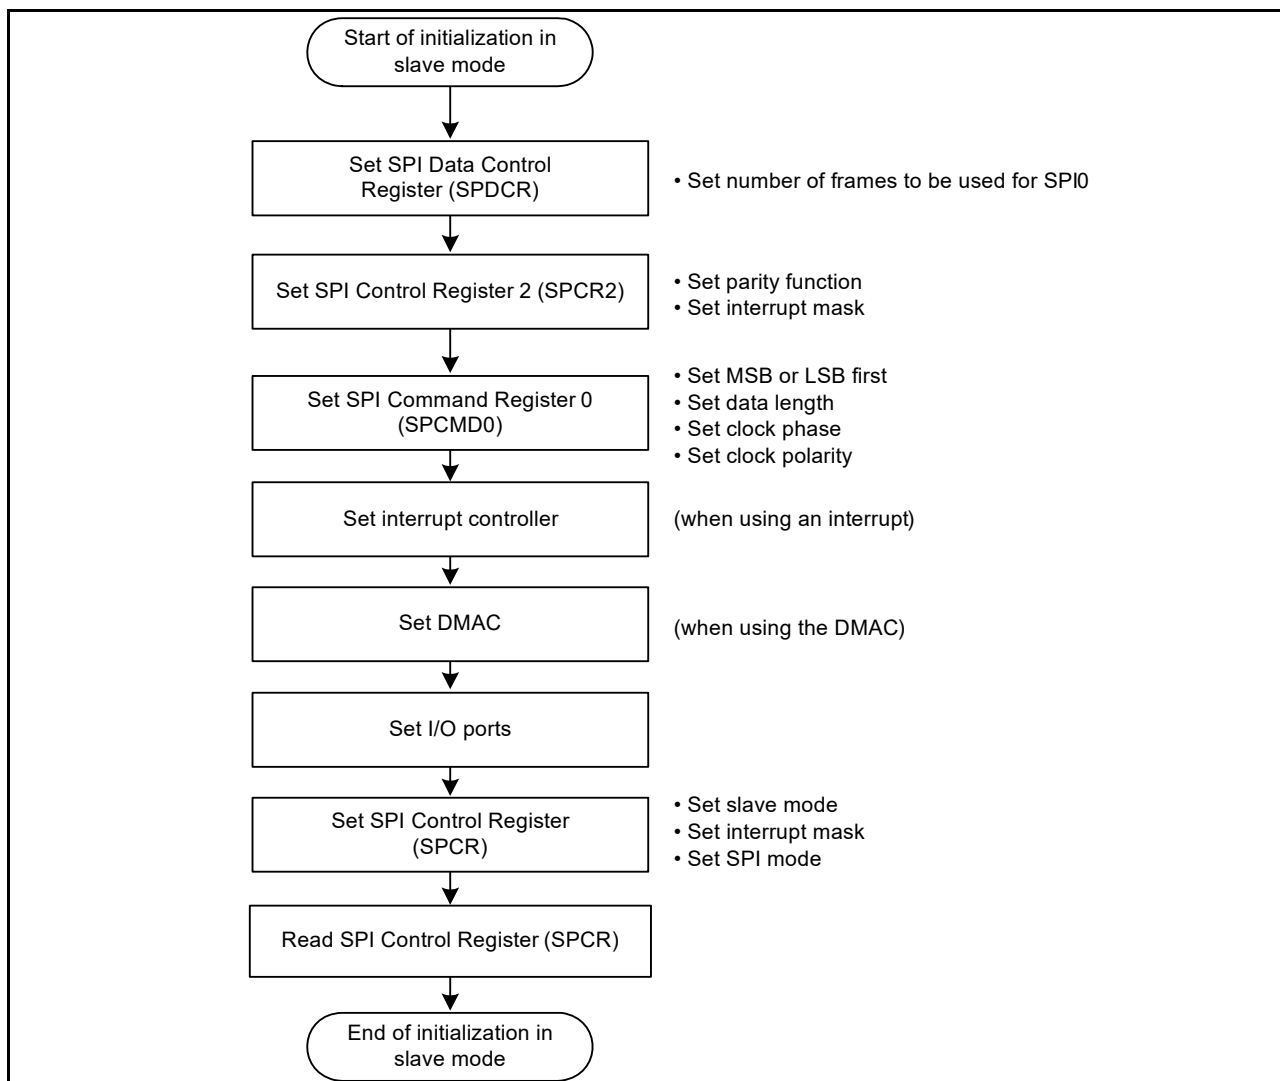 Start of initialization in
slave mode
Set SPI Data Control
Register (SPDCR)
• Set number of frames to be used for SPI0
Set SPI Control Register 2 (SPCR2)
• Set parity function
• Set interrupt mask
Set SPI Command Register 0
(SPCMD0)
• Set MSB or LSB first
• Set data length
• Set clock phase
• Set clock polarity
Set interrupt controller
(when using an interrupt)
Set DMAC
(when using the DMAC)
Set I/O ports
Set SPI Control Register
(SPCR)
• Set slave mode
• Set interrupt mask
• Set SPI mode
Read SPI Control Register (SPCR)
End of initialization in
slave mode